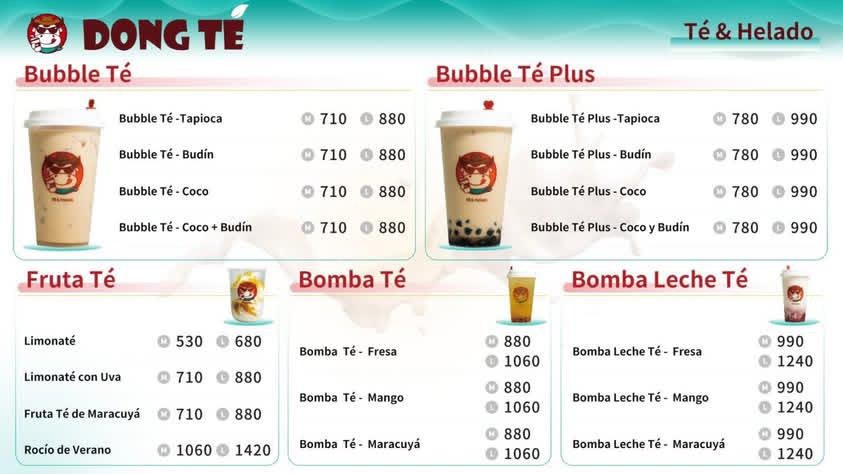 DONG TÉ
Té & Helado
Bubble Té
Bubble Té -Tapioca M 710 L 880
Bubble Té - Budín M 710 L 880
Bubble Té - Coco M 710 L 880
Bubble Té - Coco + Budín M 710 L 880
Bubble Té Plus
Bubble Té Plus -Tapioca M 780 L 990
Bubble Té Plus - Budín M 780 L 990
Bubble Té Plus - Coco M 780 L 990
Bubble Té Plus - Coco y Budín M 780 L 990
Fruta Té
Limonaté M 530 L 680
Limonaté con Uva M 710 L 880
Fruta Té de Maracuyá M 710 L 880
Rocío de Verano M 1060 L 1420
Bomba Té
Bomba Té - Fresa M 880
L 1060
Bomba Té - Mango M 880
L 1060
Bomba Té - Maracuyá M 880
L 1060
Bomba Leche Té
Bomba Leche Té - Fresa M 990
L 1240
Bomba Leche Té - Mango M 990
L 1240
Bomba Leche Té - Maracuyá M 990
L 1240